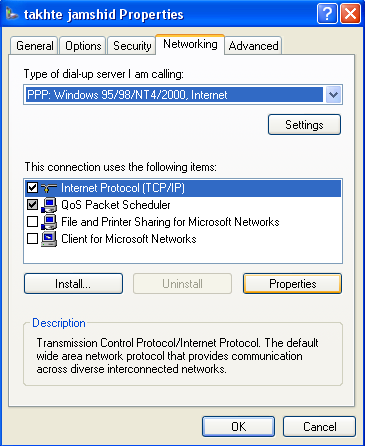 takhte jamshid Properties
General Options Security Networking Advanced
Type of dial-up server I am calling:
PPP: Windows 95/98/NT4/2000, Internet
Settings
This connection uses the following items:
Internet Protocol (TCP/IP)
QoS Packet Scheduler
File and Printer Sharing for Microsoft Networks
Client for Microsoft Networks
Install... Uninstall Properties
Description
Transmission Control Protocol/Internet Protocol. The default
wide area network protocol that provides communication
across diverse interconnected networks.
OK Cancel